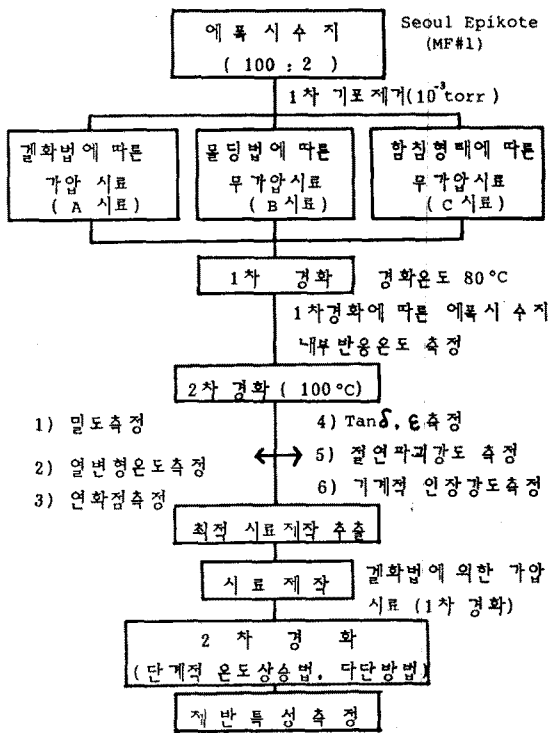 에폭시수지
( 100 : 2 )
Seoul Epikote
(MF#1)
1차 기포제거(10⁻³torr)
겔화법에 따른
가압 시료
( A 시료)
몰딩법에 따른
무가압시료
( B 시료)
함침형태에 따른
무가압시료
( C 시료)
1차 경화
경화온도 80°C
1차경화에 따른 에폭시 수지
내부반응온도 측정
2차 경화 ( 100°C)
1) 밀도측정
2) 열변형온도측정
3) 연화점측정
4) Tanδ, ε측정
5) 절연파괴강도 측정
6) 기계적 인장강도측정
최적 시료제작 추출
시료 제작
겔화법에 의한 가압
시료 (1차 경화)
2 차 경 화
(단계적 온도상승법, 다단방법)
제반특성측정